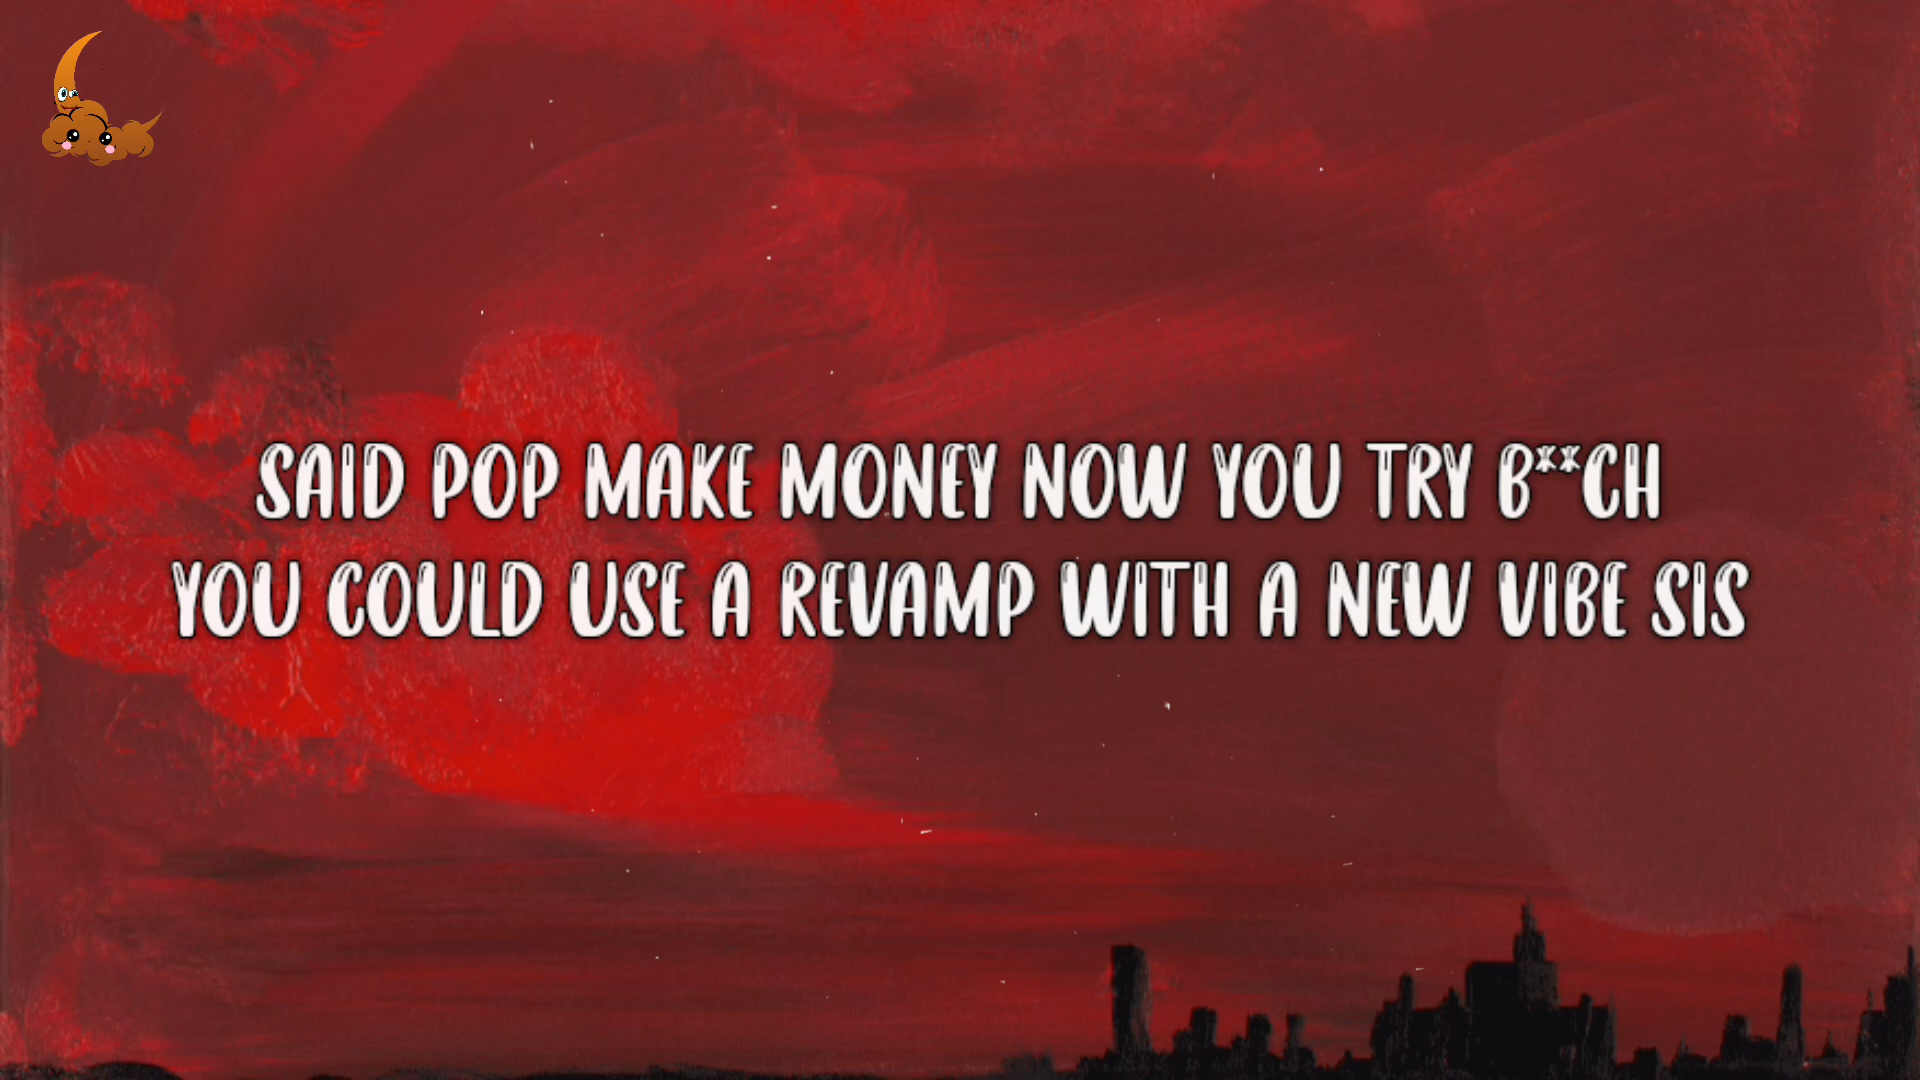 SAID POP MAKE MONEY NOW YOU TRY B**CH
YOU COULD USE A REVAMP WITH A NEW VIBE SIS